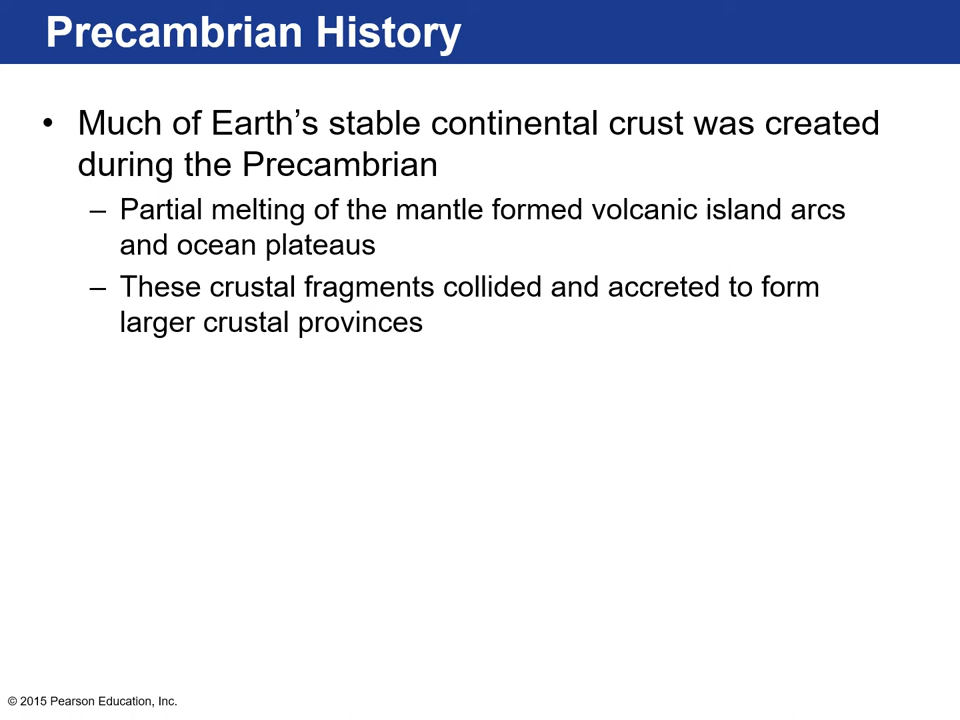 Precambrian History
• Much of Earth’s stable continental crust was created
during the Precambrian
– Partial melting of the mantle formed volcanic island arcs
and ocean plateaus
– These crustal fragments collided and accreted to form
larger crustal provinces
© 2015 Pearson Education, Inc.